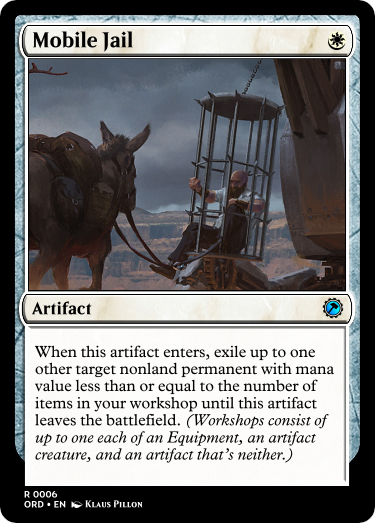 Mobile Jail
Artifact
When this artifact enters, exile up to one
other target nonland permanent with mana
value less than or equal to the number of
items in your workshop until this artifact
leaves the battlefield. (Workshops consist of
up to one each of an Equipment, an artifact
creature, and an artifact that's neither.)
R 0006
ORD • EN Klaus Pillon